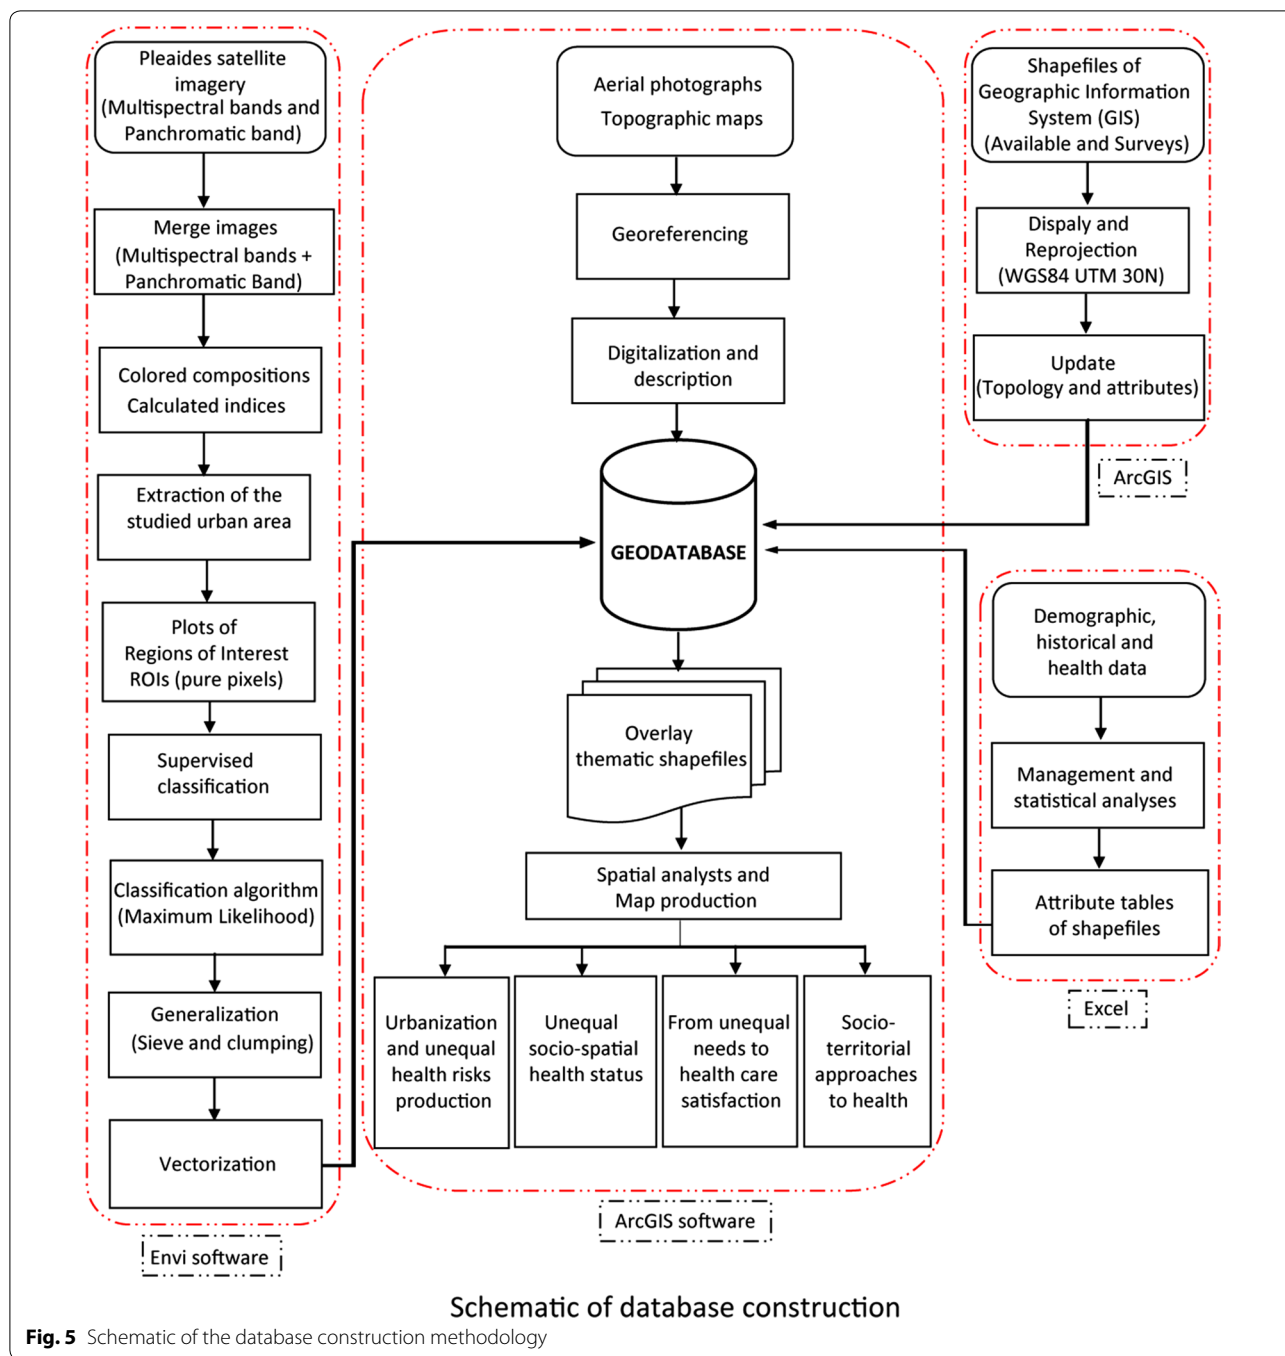 Pleaides satellite
imagery
(Multispectral bands and
Panchromatic band)
Merge images
(Multispectral bands +
Panchromatic Band)
Colored compositions
Calculated indices
Extraction of the
studied urban area
Plots of
Regions of Interest
ROIs (pure pixels)
Supervised
classification
Classification algorithm
(Maximum Likelihood)
Generalization
(Sieve and clumping)
Vectorization
Envi software
Aerial photographs
Topographic maps
Georeferencing
Digitalization and
description
GEODATABASE
Overlay
thematic shapefiles
Spatial analysts and
Map production
Urbanization
and unequal
health risks
production
Unequal
socio-spatial
health status
From unequal
needs to
health care
satisfaction
Socio-
territorial
approaches
to health
ArcGIS software
Shapefiles of
Geographic Information
System (GIS)
(Available and Surveys)
Dispaly and
Reprojection
(WGS84 UTM 30N)
Update
(Topology and attributes)
ArcGIS
Demographic,
historical and
health data
Management and
statistical analyses
Attribute tables
of shapefiles
Excel
Schematic of database construction
Fig. 5 Schematic of the database construction methodology